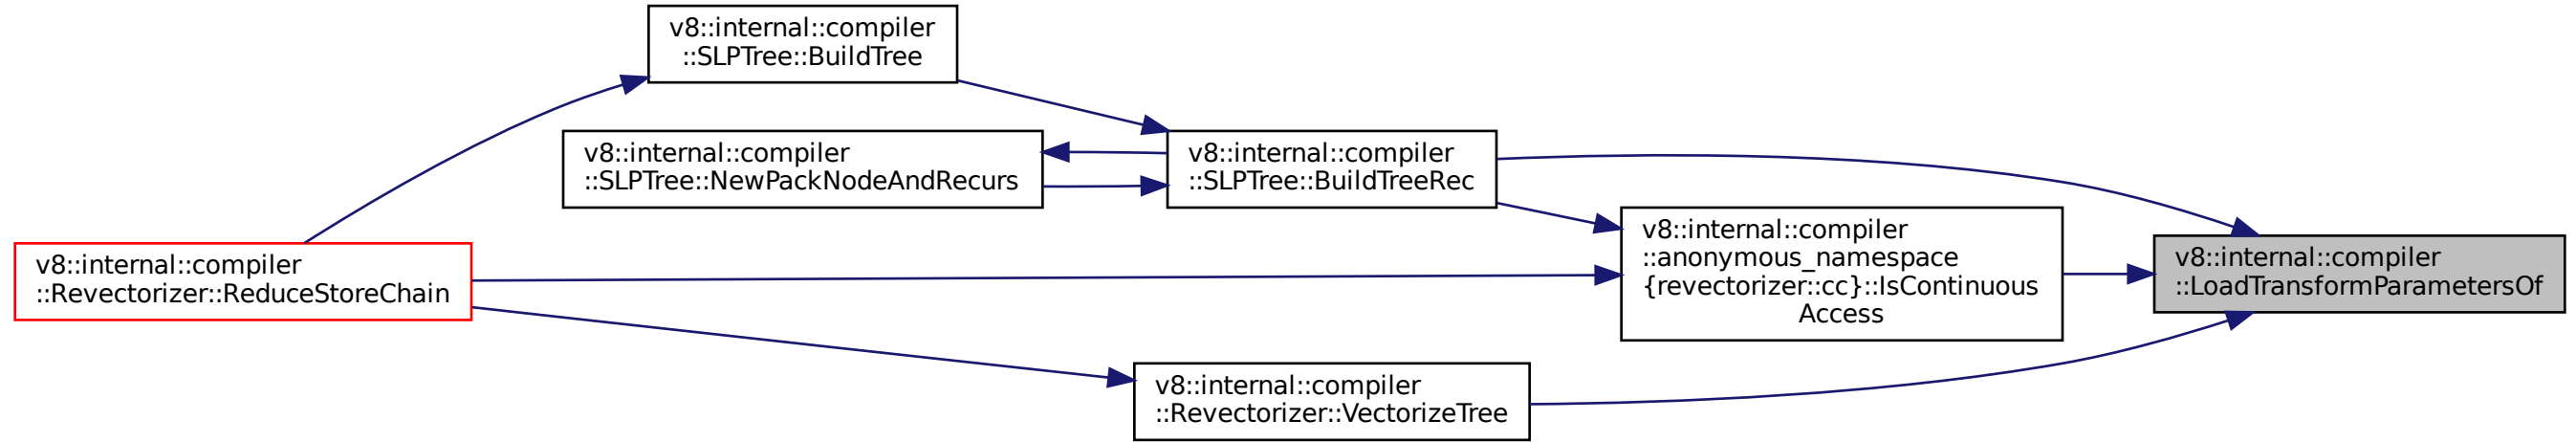 v8::internal::compiler
::SLPTree::BuildTree
v8::internal::compiler
::SLPTree::NewPackNodeAndRecurs
v8::internal::compiler
::SLPTree::BuildTreeRec
v8::internal::compiler
::Revectorizer::ReduceStoreChain
v8::internal::compiler
::anonymous_namespace
{revectorizer::cc}::IsContinuous
Access
v8::internal::compiler
::LoadTransformParametersOf
v8::internal::compiler
::Revectorizer::VectorizeTree